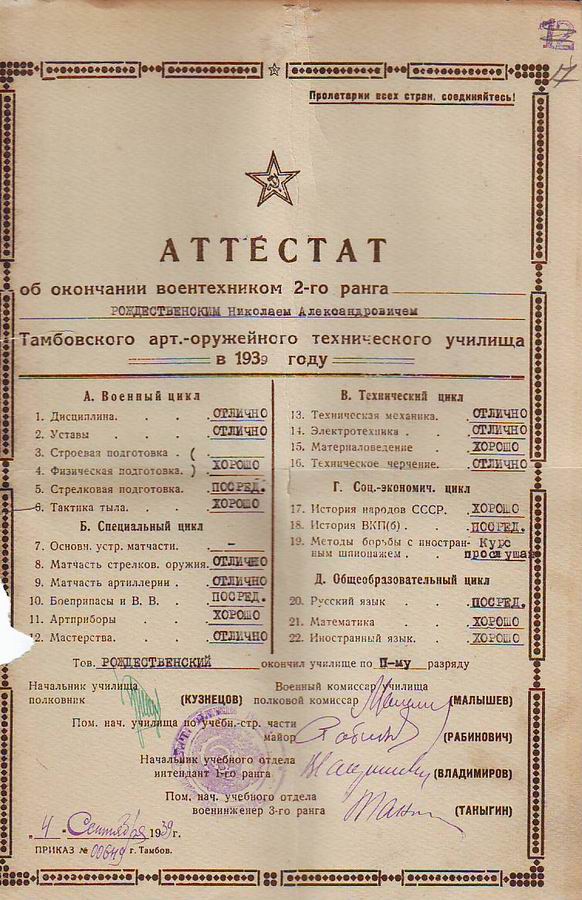 12
17
Пролетарии всех стран, соединяйтесь!
АТТЕСТАТ
об окончании воентехником 2-го ранга
РОЖДЕСТВЕНСКИМ Николаем Александровичем
Тамбовского арт.-оружейного технического училища
в 1939 году
А. Военный цикл
1. Дисциплина. . . . ОТЛИЧНО
2. Уставы . . . . ОТЛИЧНО
3. Строевая подготовка . (
4. Физическая подготовка. ) ХОРОШО
5. Стрелковая подготовка. ПОСРЕД.
6. Тактика тыла. . . ХОРОШО
Б. Специальный цикл
7. Основн. устр. матчасти. -
8. Матчасть стрелков. оружия. ОТЛИЧНО
9. Матчасть артиллерии . ОТЛИЧНО
10. Боеприпасы и В. В. . ПОСРЕД.
11. Артприборы . . ХОРОШО
12. Мастерства. . . ОТЛИЧНО
В. Технический цикл
13. Техническая механика. ОТЛИЧНО
14. Электротехника . . ОТЛИЧНО
15. Материаловедение . ХОРОШО
16. Техническое черчение. ОТЛИЧНО
Г. Соц.-экономич. цикл
17. История народов СССР. ХОРОШО
18. История ВКП(б) . . ПОСРЕД.
19. Методы борьбы с иностран- Курс
ным шпионажем . . прослушан
Д. Общеобразовательный цикл
20. Русский язык . . ПОСРЕД.
21. Математика . . ХОРОШО
22. Иностранный язык. . ХОРОШО
Тов. РОЖДЕСТВЕНСКИЙ окончил училище по II-му разряду
Начальник училища
полковник (КУЗНЕЦОВ)
Военный комиссар училища
полковой комиссар (МАЛЫШЕВ)
Пом. нач. училища по учебн.-стр. части
майор (РАБИНОВИЧ)
Начальник учебного отдела
интендант 1-го ранга (ВЛАДИМИРОВ)
Пом. нач. учебного отдела
военинженер 3-го ранга (ТАНЫГИН)
„4„ Сентября 1939 г.
ПРИКАЗ № 00649 г. Тамбов.